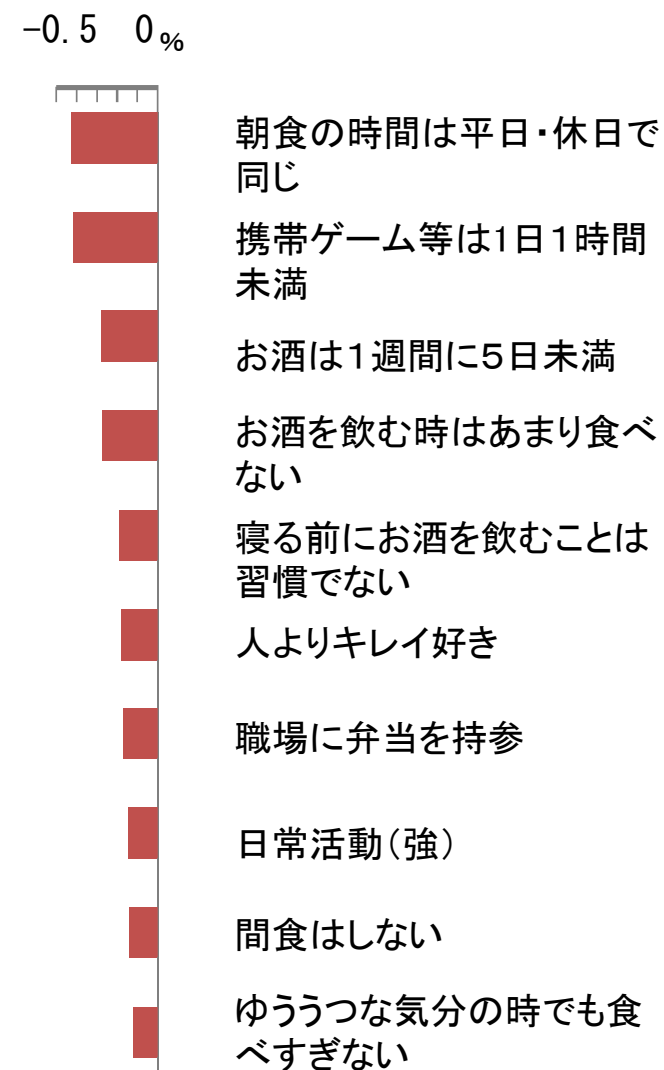 -0.5 0%
朝食の時間は平日・休日で
同じ
携帯ゲーム等は1日１時間
未満
お酒は１週間に５日未満
お酒を飲む時はあまり食べ
ない
寝る前にお酒を飲むことは
習慣でない
人よりキレイ好き
職場に弁当を持参
日常活動(強)
間食はしない
ゆううつな気分の時でも食
べすぎない